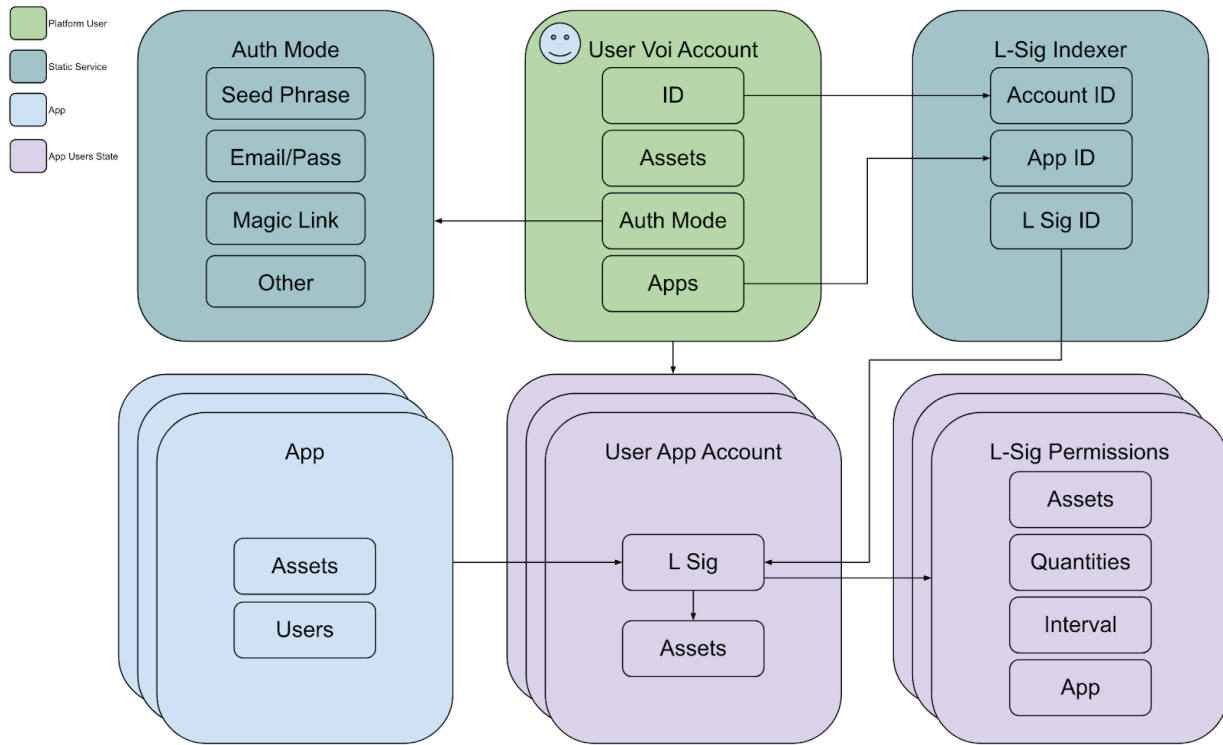 Platform User
Static Service
App
App Users State
Auth Mode
Seed Phrase
Email/Pass
Magic Link
Other
User Voi Account
ID
Assets
Auth Mode
Apps
L-Sig Indexer
Account ID
App ID
L Sig ID
App
Assets
Users
User App Account
L Sig
Assets
L-Sig Permissions
Assets
Quantities
Interval
App